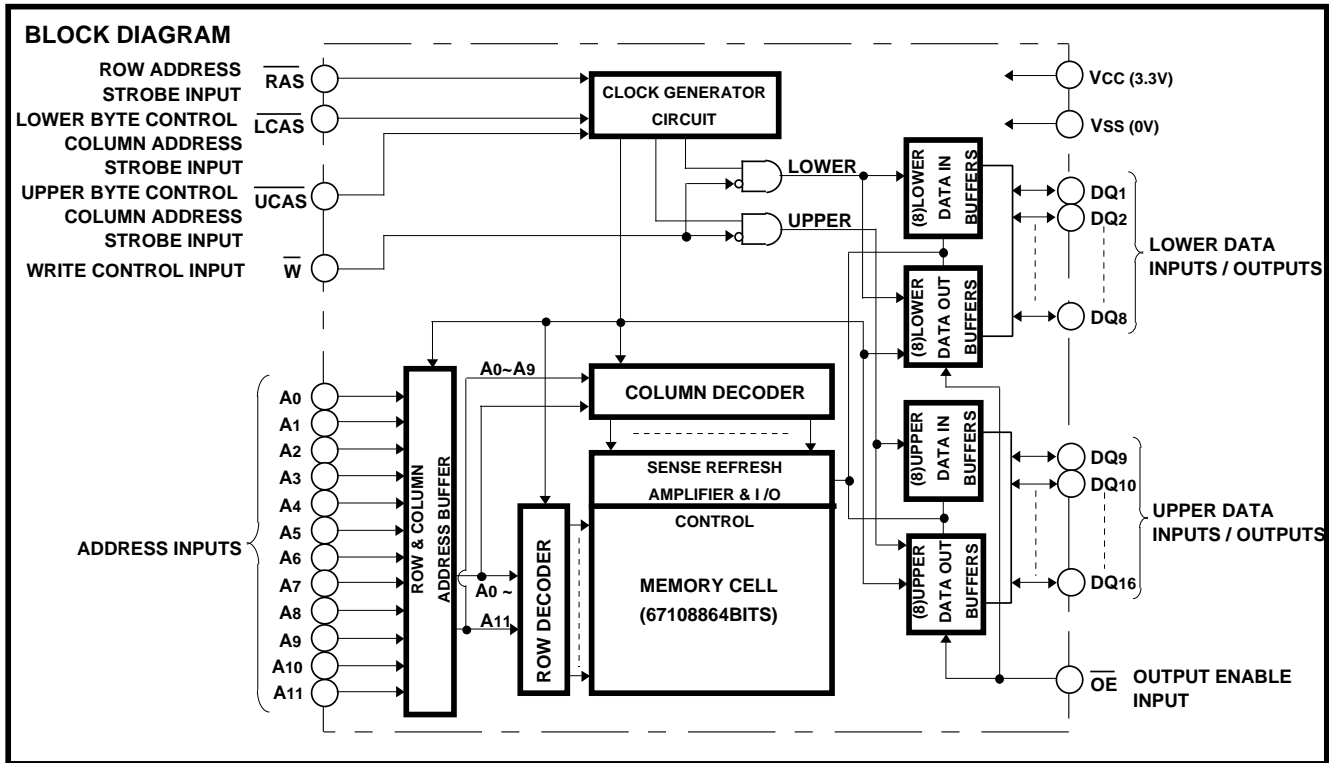 BLOCK DIAGRAM
ROW ADDRESS
STROBE INPUT
RAS
LOWER BYTE CONTROL
COLUMN ADDRESS
STROBE INPUT
LCAS
UPPER BYTE CONTROL
COLUMN ADDRESS
STROBE INPUT
UCAS
WRITE CONTROL INPUT
W
CLOCK GENERATOR
CIRCUIT
LOWER
UPPER
(8)LOWER
DATA IN
BUFFERS
(8)LOWER
DATA OUT
BUFFERS
(8)UPPER
DATA IN
BUFFERS
(8)UPPER
DATA OUT
BUFFERS
VCC (3.3V)
VSS (0V)
DQ1
DQ2
DQ8
LOWER DATA
INPUTS / OUTPUTS
DQ9
DQ10
DQ16
UPPER DATA
INPUTS / OUTPUTS
OE
OUTPUT ENABLE
INPUT
ADDRESS INPUTS
A0
A1
A2
A3
A4
A5
A6
A7
A8
A9
A10
A11
ROW & COLUMN
ADDRESS BUFFER
A0~A9
A0 ~
A11
ROW DECODER
COLUMN DECODER
SENSE REFRESH
AMPLIFIER & I /O
CONTROL
MEMORY CELL
(67108864BITS)